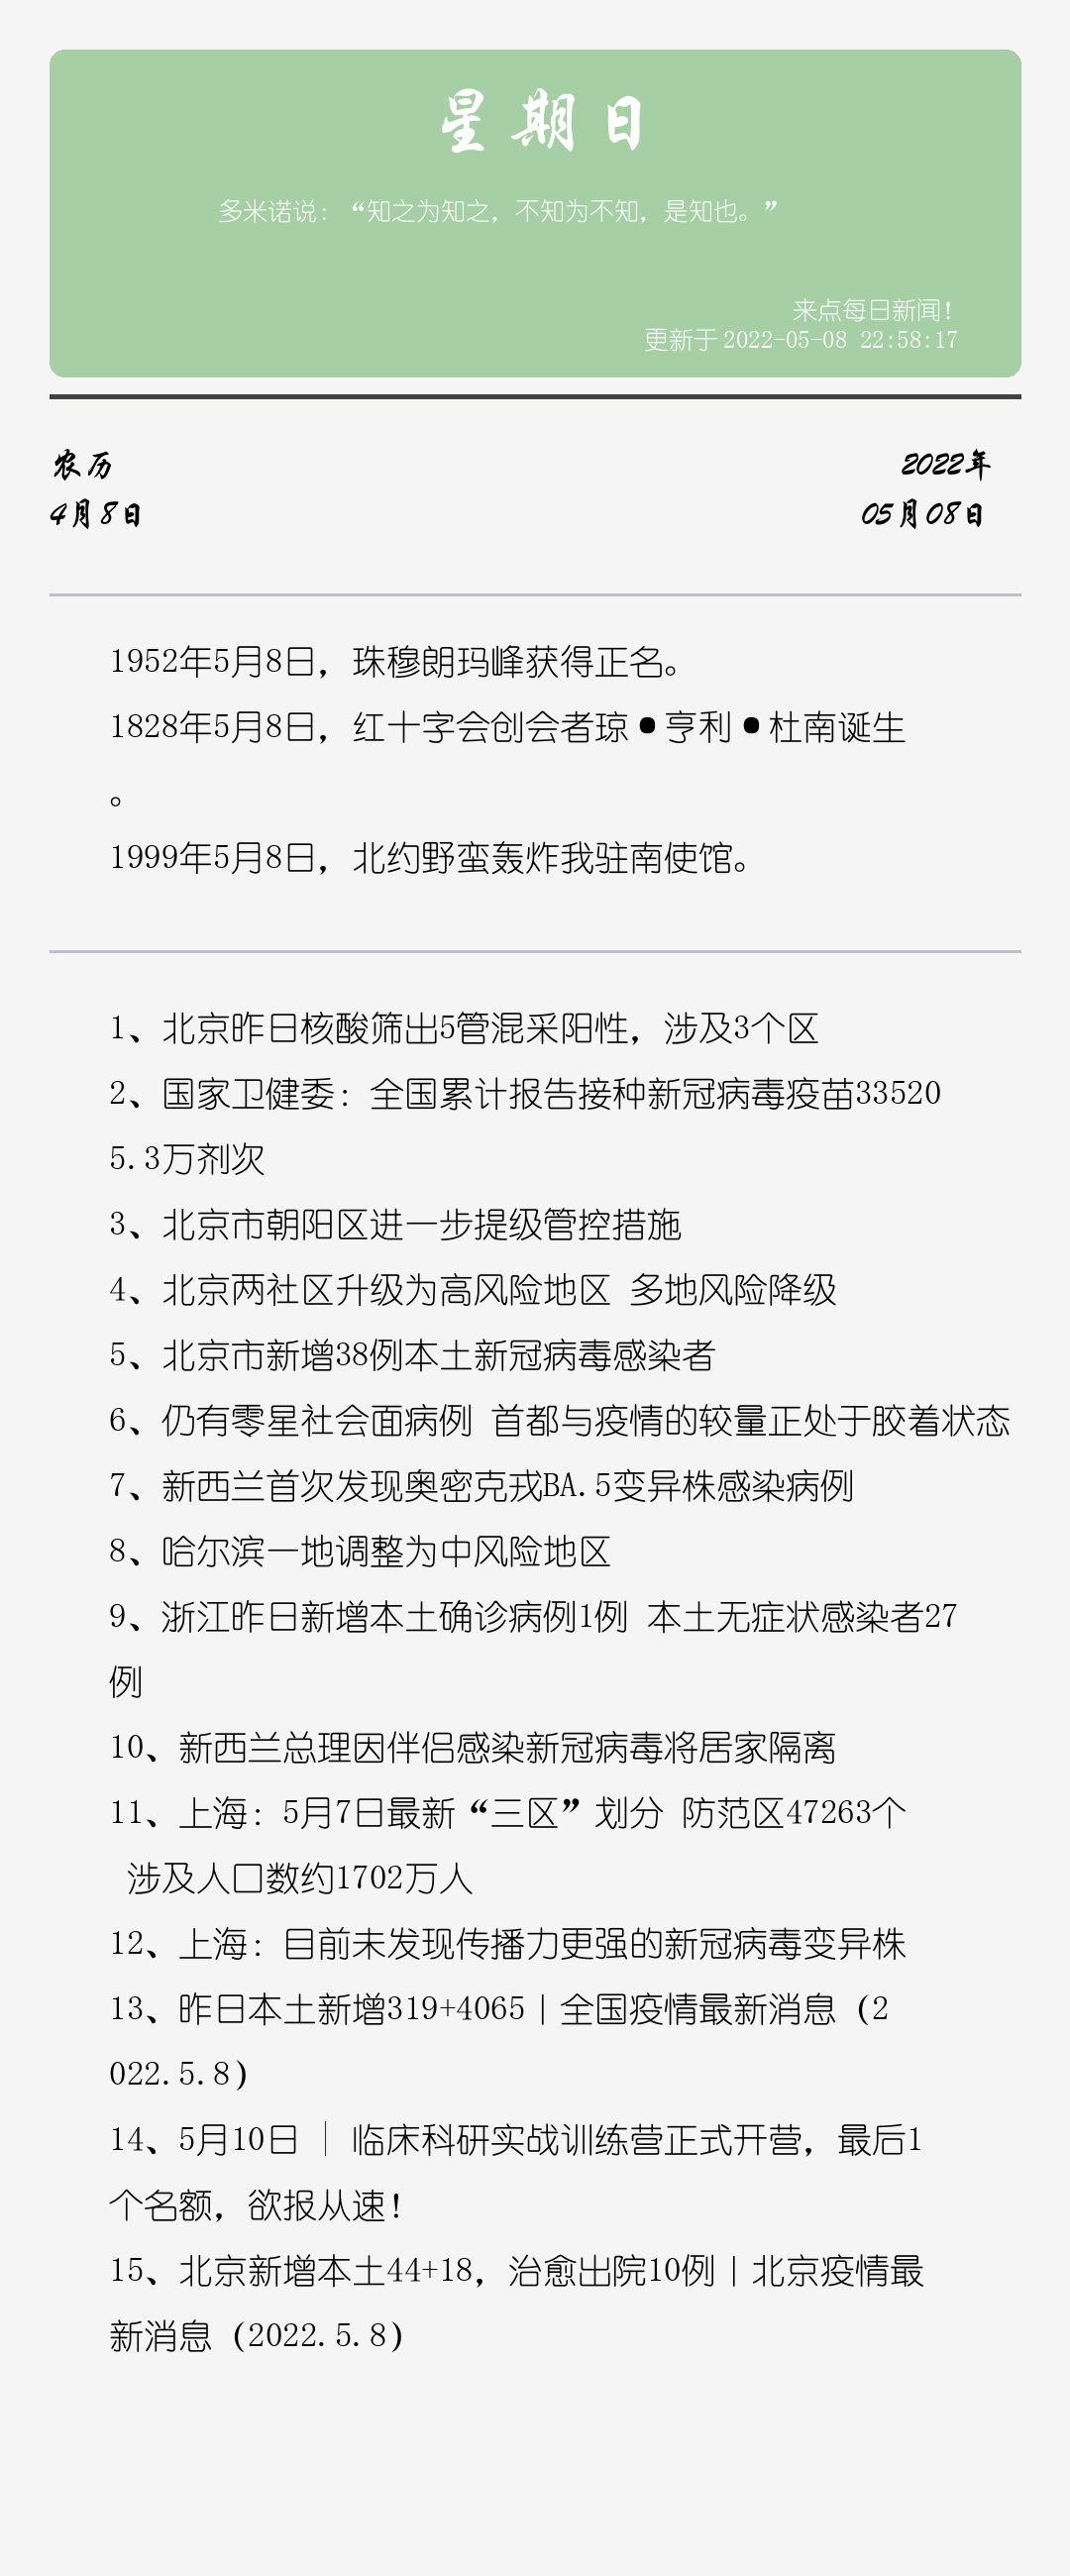 星期日
多米诺说：“知之为知之，不知为不知，是知也。”
来点每日新闻！
更新于2022-05-08 22:58:17
农历
2022年
4月8日
05月08日
1952年5月8日，珠穆朗玛峰获得正名。
1828年5月8日，红十字会创会者琼•亨利•杜南诞生
。
1999年5月8日，北约野蛮轰炸我驻南使馆。
1、北京昨日核酸筛出5管混采阳性，涉及3个区
2、国家卫健委：全国累计报告接种新冠病毒疫苗33520
5.3万剂次
3、北京市朝阳区进一步提级管控措施
4、北京两社区升级为高风险地区 多地风险降级
5、北京市新增38例本土新冠病毒感染者
6、仍有零星社会面病例 首都与疫情的较量正处于胶着状态
7、新西兰首次发现奥密克戎BA.5变异株感染病例
8、哈尔滨一地调整为中风险地区
9、浙江昨日新增本土确诊病例1例 本土无症状感染者27
例
10、新西兰总理因伴侣感染新冠病毒将居家隔离
11、上海：5月7日最新“三区”划分 防范区47263个
涉及人口数约1702万人
12、上海：目前未发现传播力更强的新冠病毒变异株
13、昨日本土新增319+4065丨全国疫情最新消息（2
022.5.8）
14、5月10日 │ 临床科研实战训练营正式开营，最后1
个名额，欲报从速！
15、北京新增本土44+18，治愈出院10例丨北京疫情最
新消息（2022.5.8）